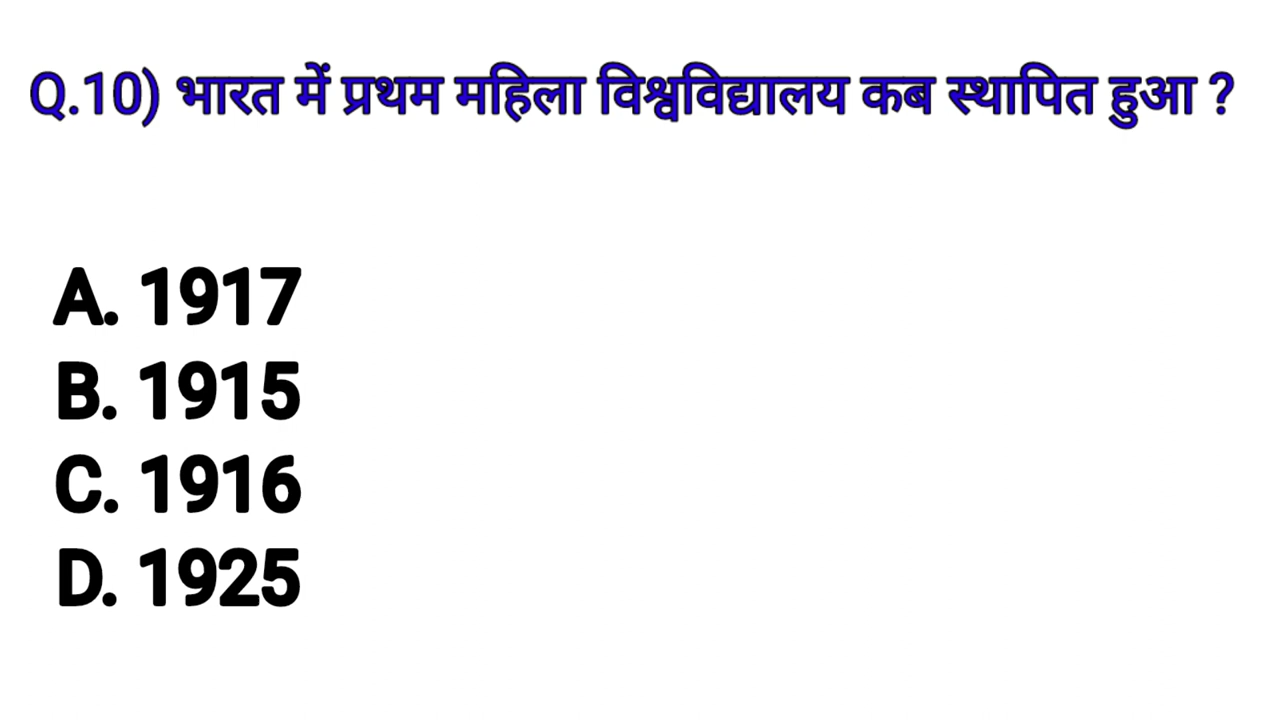 Q.10) भारत में प्रथम महिला विश्वविद्यालय कब स्थापित हुआ ?
A. 1917
B. 1915
C. 1916
D. 1925